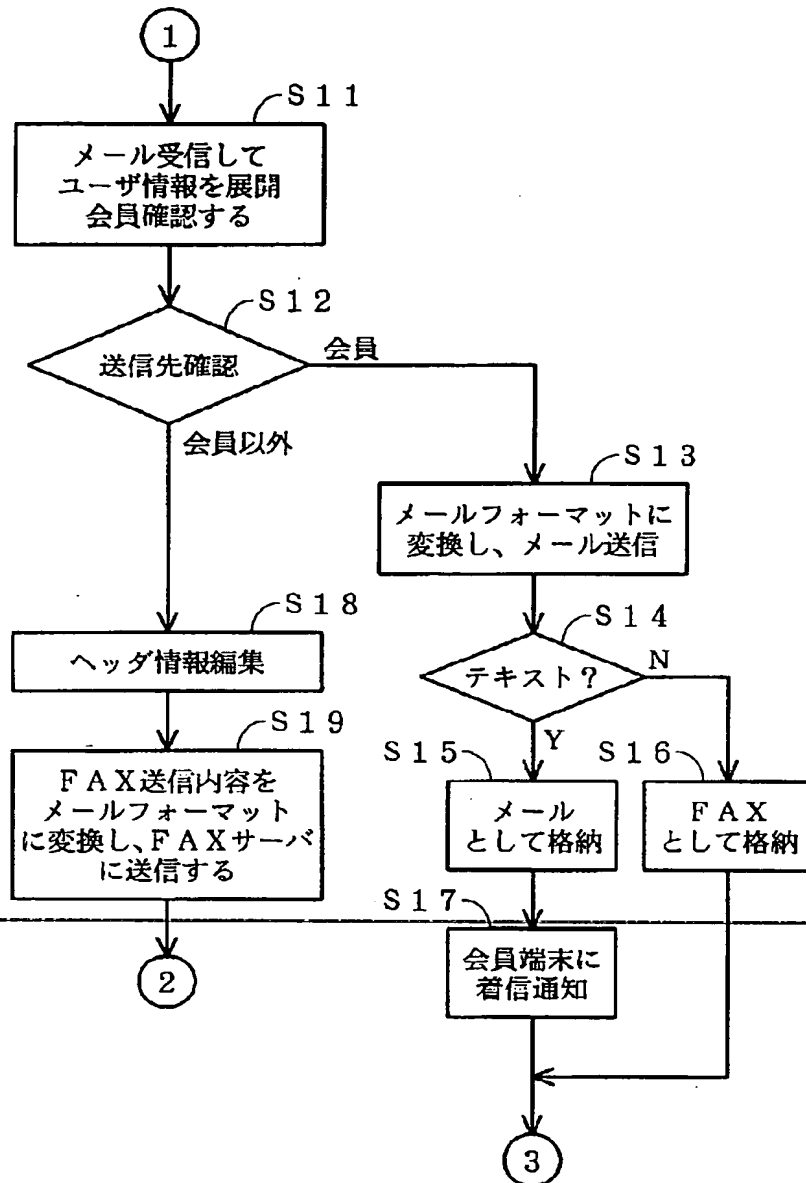 1
S11
メール受信して
ユーザ情報を展開
会員確認する
S12
送信先確認
会員
会員以外
S13
メールフォーマットに
変換し、メール送信
S18
ヘッダ情報編集
S14
テキスト？
N
Y
S19
FAX送信内容を
メールフォーマット
に変換し、FAXサーバ
に送信する
S15
メール
として格納
S16
FAX
として格納
S17
会員端末に
着信通知
2
3